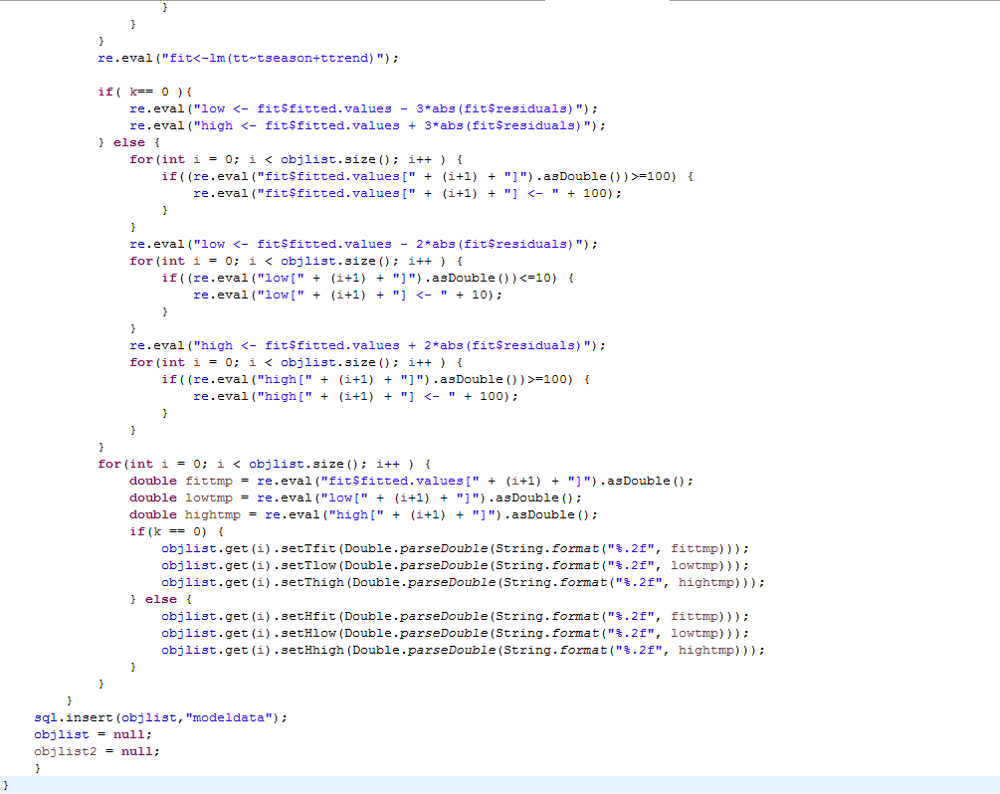 }
}
}
re.eval("fit<-lm(tt~tseason+ttrend)");
if( k== 0 ){
re.eval("low <- fit$fitted.values - 3*abs(fit$residuals)");
re.eval("high <- fit$fitted.values + 3*abs(fit$residuals)");
} else {
for(int i = 0; i < objlist.size(); i++ ) {
if((re.eval("fit$fitted.values[" + (i+1) + "]").asDouble())>=100) {
re.eval("fit$fitted.values[" + (i+1) + "] <- " + 100);
}
}
re.eval("low <- fit$fitted.values - 2*abs(fit$residuals)");
for(int i = 0; i < objlist.size(); i++ ) {
if((re.eval("low[" + (i+1) + "]").asDouble())<=10) {
re.eval("low[" + (i+1) + "] <- " + 10);
}
}
re.eval("high <- fit$fitted.values + 2*abs(fit$residuals)");
for(int i = 0; i < objlist.size(); i++ ) {
if((re.eval("high[" + (i+1) + "]").asDouble())>=100) {
re.eval("high[" + (i+1) + "] <- " + 100);
}
}
}
for(int i = 0; i < objlist.size(); i++ ) {
double fittmp = re.eval("fit$fitted.values[" + (i+1) + "]").asDouble();
double lowtmp = re.eval("low[" + (i+1) + "]").asDouble();
double hightmp = re.eval("high[" + (i+1) + "]").asDouble();
if(k == 0) {
objlist.get(i).setTfit(Double.parseDouble(String.format("%.2f", fittmp)));
objlist.get(i).setTlow(Double.parseDouble(String.format("%.2f", lowtmp)));
objlist.get(i).setThigh(Double.parseDouble(String.format("%.2f", hightmp)));
} else {
objlist.get(i).setHfit(Double.parseDouble(String.format("%.2f", fittmp)));
objlist.get(i).setHlow(Double.parseDouble(String.format("%.2f", lowtmp)));
objlist.get(i).setHhigh(Double.parseDouble(String.format("%.2f", hightmp)));
}
}
}
sql.insert(objlist,"modeldata");
objlist = null;
objlist2 = null;
}
}